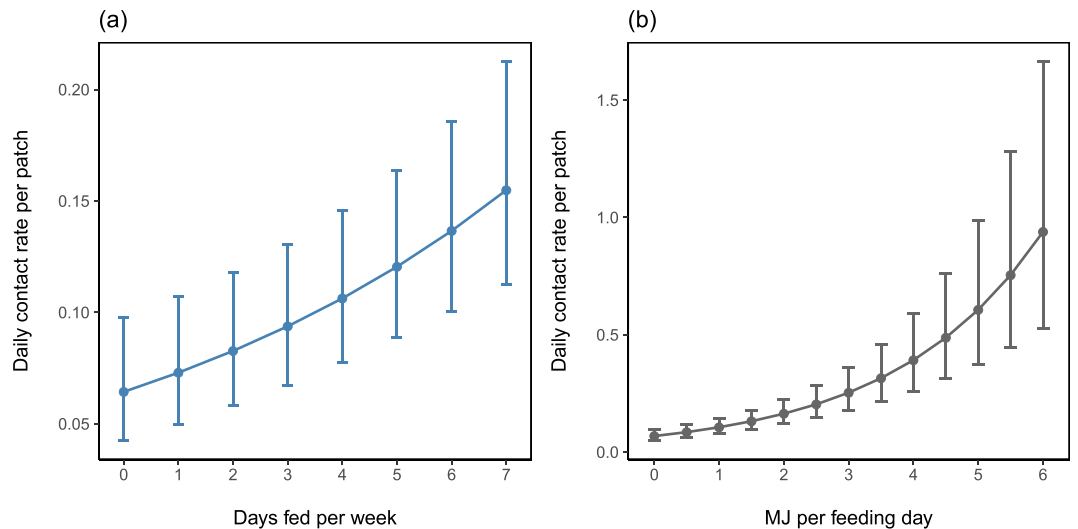 (a)
Daily contact rate per patch
0.20
0.15
0.10
0.05
0 1 2 3 4 5 6 7
Days fed per week
(b)
Daily contact rate per patch
1.5
1.0
0.5
0.0
0 1 2 3 4 5 6
MJ per feeding day